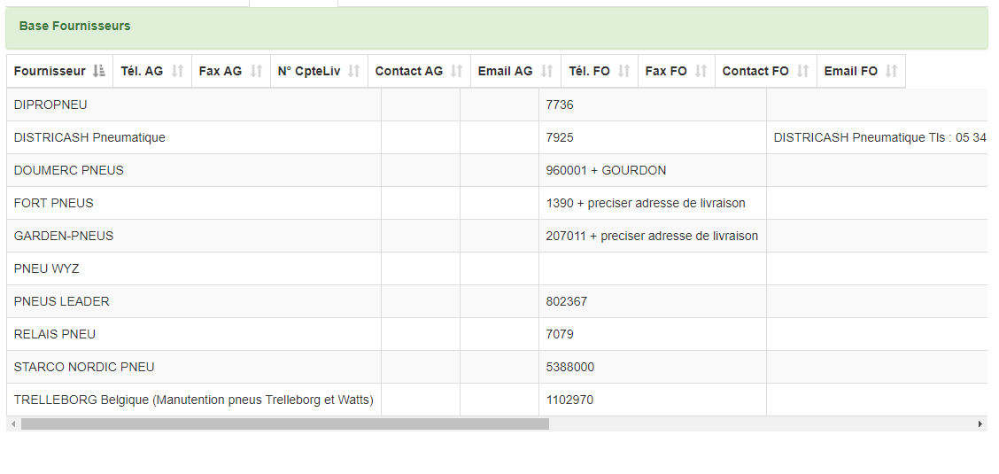 Base Fournisseurs
Fournisseur Tél. AG Fax AG N° CpteLiv Contact AG Email AG Tél. FO Fax FO Contact FO Email FO
DIPROPNEU 7736
DISTRICASH Pneumatique 7925 DISTRICASH Pneumatique Tls : 05 34
DOUMERC PNEUS 960001 + GOURDON
FORT PNEUS 1390 + preciser adresse de livraison
GARDEN-PNEUS 207011 + preciser adresse de livraison
PNEU WYZ
PNEUS LEADER 802367
RELAIS PNEU 7079
STARCO NORDIC PNEU 5388000
TRELLEBORG Belgique (Manutention pneus Trelleborg et Watts) 1102970